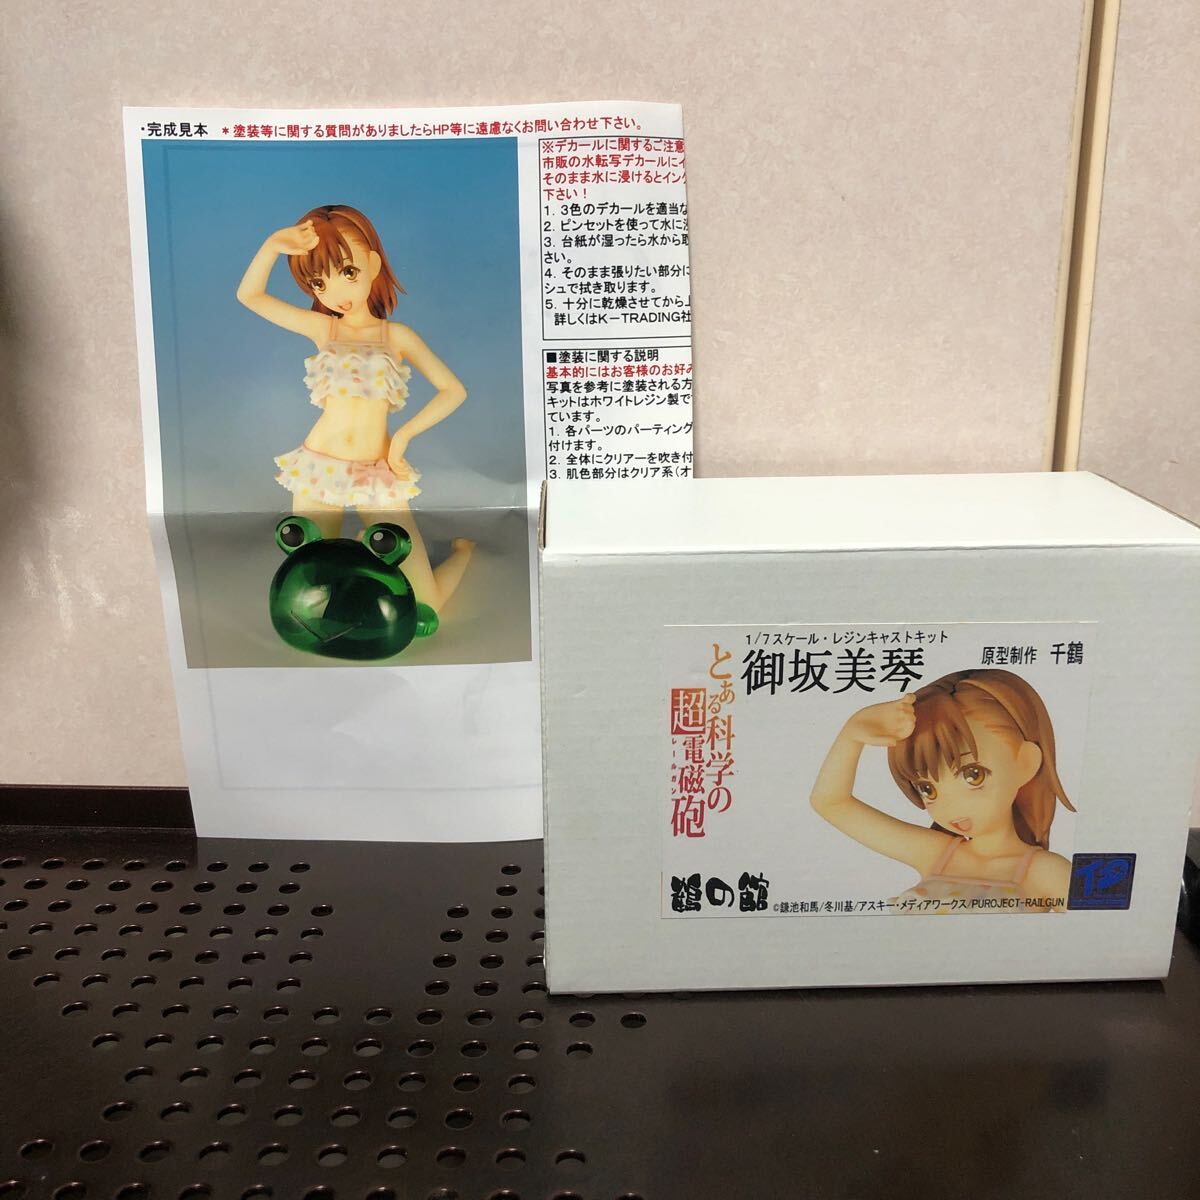 ・完成見本 *塗装等に関する質問がありましたらHP等に遠慮なくお問い合わせ下さい。
※デカールに関するご注意
市販の水転写デカールにイ
そのまま水に浸けるとインク
下さい！
1. 3色のデカールを適当な
2. ピンセットを使って水に浸
3. 台紙が湿ったら水から取
さい。
4. そのまま張りたい部分に
シュで拭き取ります。
5. 十分に乾燥させてから上
詳しくはK－TRADING社
■塗装に関する説明
基本的にはお客様のお好み
写真を参考に塗装される方
キットはホワイトレジン製で
ています。
1. 各パーツのパーティング
付けます。
2. 全体にクリアーを吹き付
3. 肌色部分はクリア系(オ
1/7スケール・レジンキャストキット
御坂美琴
原型制作 千鶴
とある科学の
超電磁砲
レールガン
鶴の館
©鎌池和馬/冬川基/アスキー・メディアワークス/PUROJECT-RAILGUN